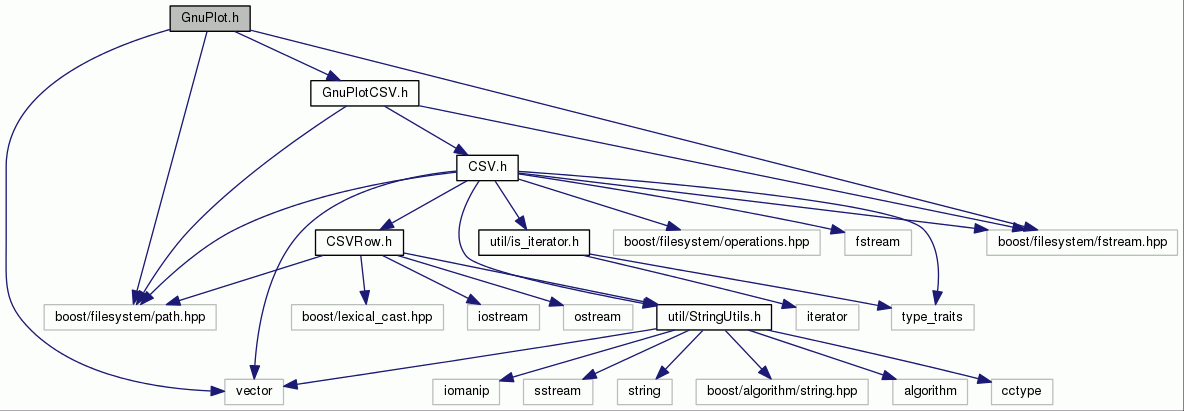 GnuPlot.h
GnuPlotCSV.h
CSV.h
CSVRow.h
util/is_iterator.h
boost/filesystem/operations.hpp
fstream
boost/filesystem/fstream.hpp
boost/filesystem/path.hpp
boost/lexical_cast.hpp
iostream
ostream
util/StringUtils.h
iterator
type_traits
vector
iomanip
sstream
string
boost/algorithm/string.hpp
algorithm
cctype